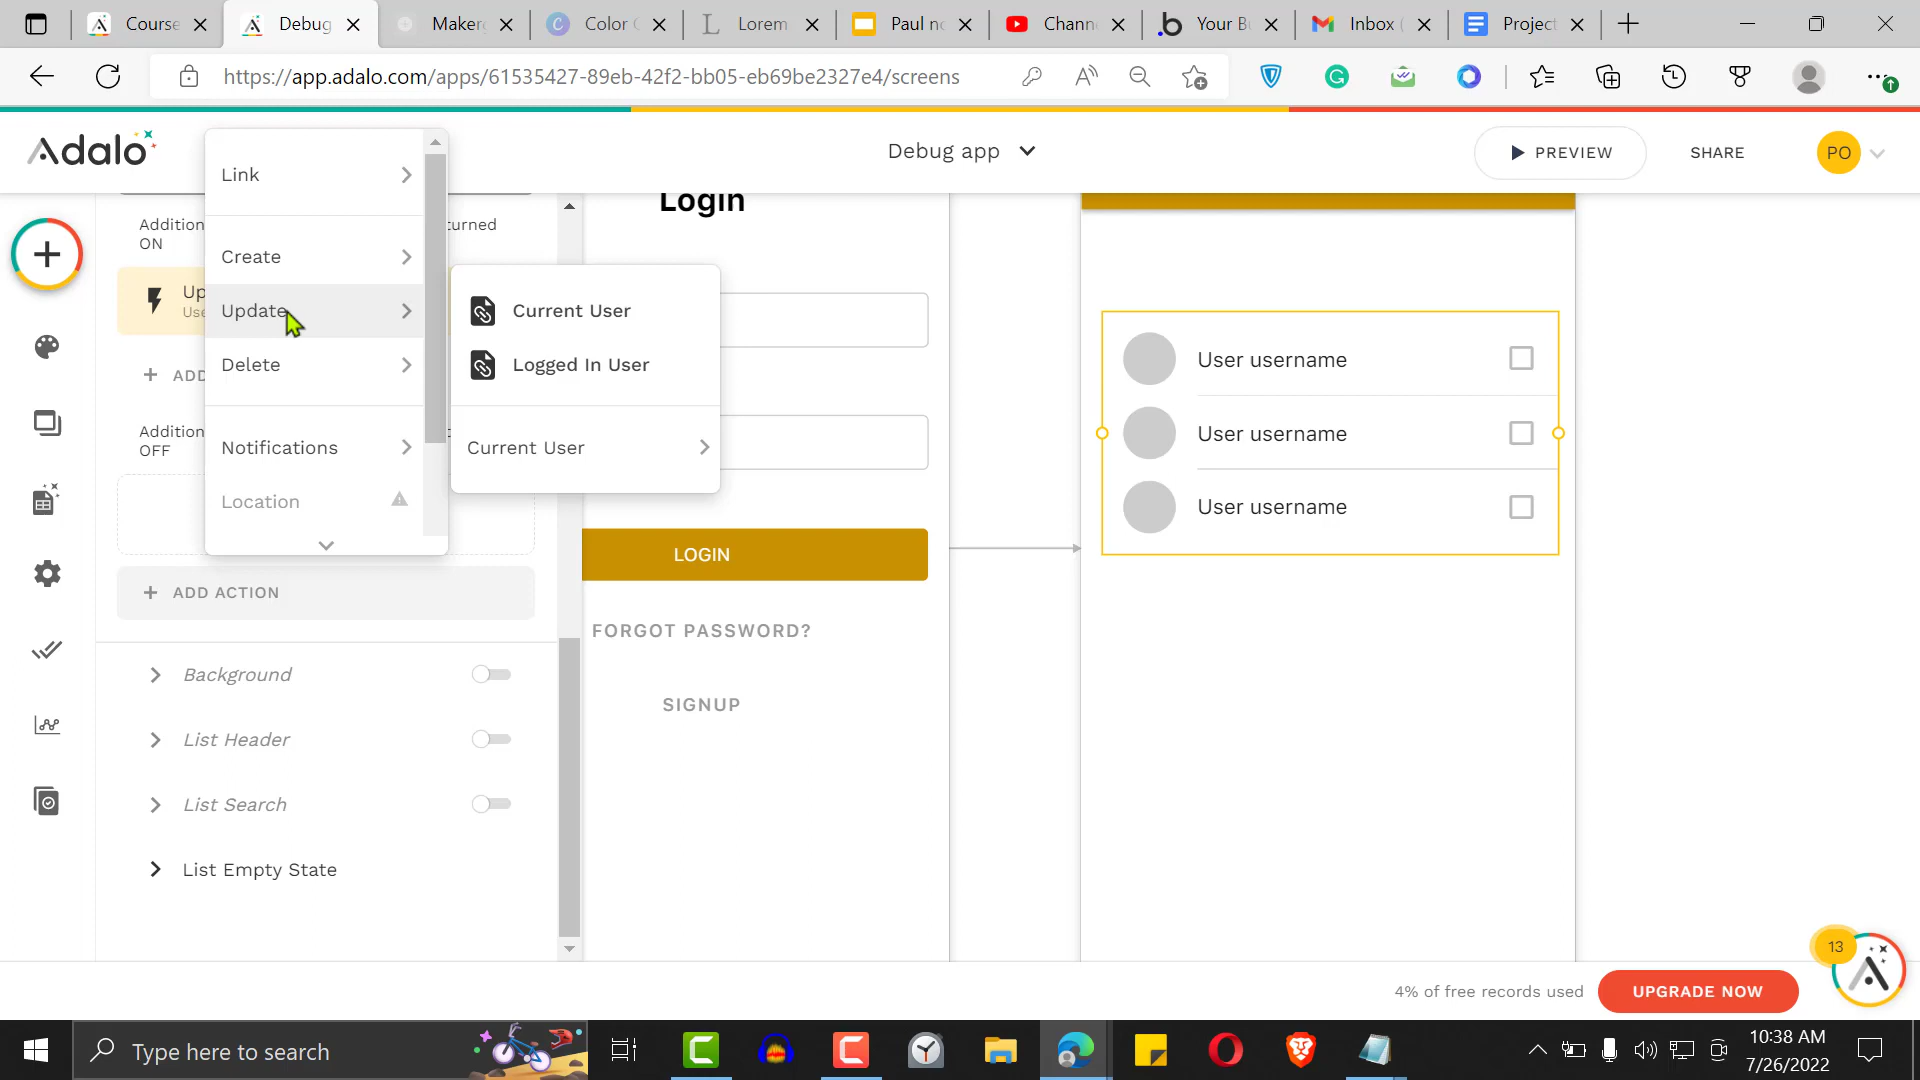 Course
Debug
Maker
Color
Lorem
Paul no
Chann
Your B
Inbox (
Project
https://app.adalo.com/apps/61535427-89eb-42f2-bb05-eb69be2327e4/screens
Adalo
Debug app
PREVIEW
SHARE
PO
Link
Create
Update
Delete
Notifications
Location
Current User
Logged In User
Current User
Addition
turned
ON
Up
Use
ADD
Addition
OFF
ADD ACTION
Background
List Header
List Search
List Empty State
Login
LOGIN
FORGOT PASSWORD?
SIGNUP
User username
User username
User username
13
4% of free records used
UPGRADE NOW
Type here to search
10:38 AM
7/26/2022